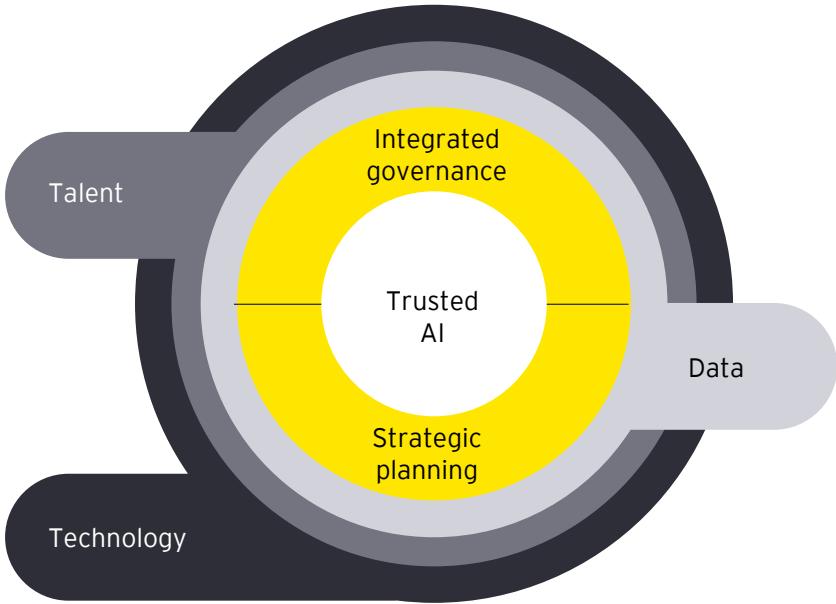 Integrated
governance
Talent
Trusted
AI
Data
Strategic
planning
Technology